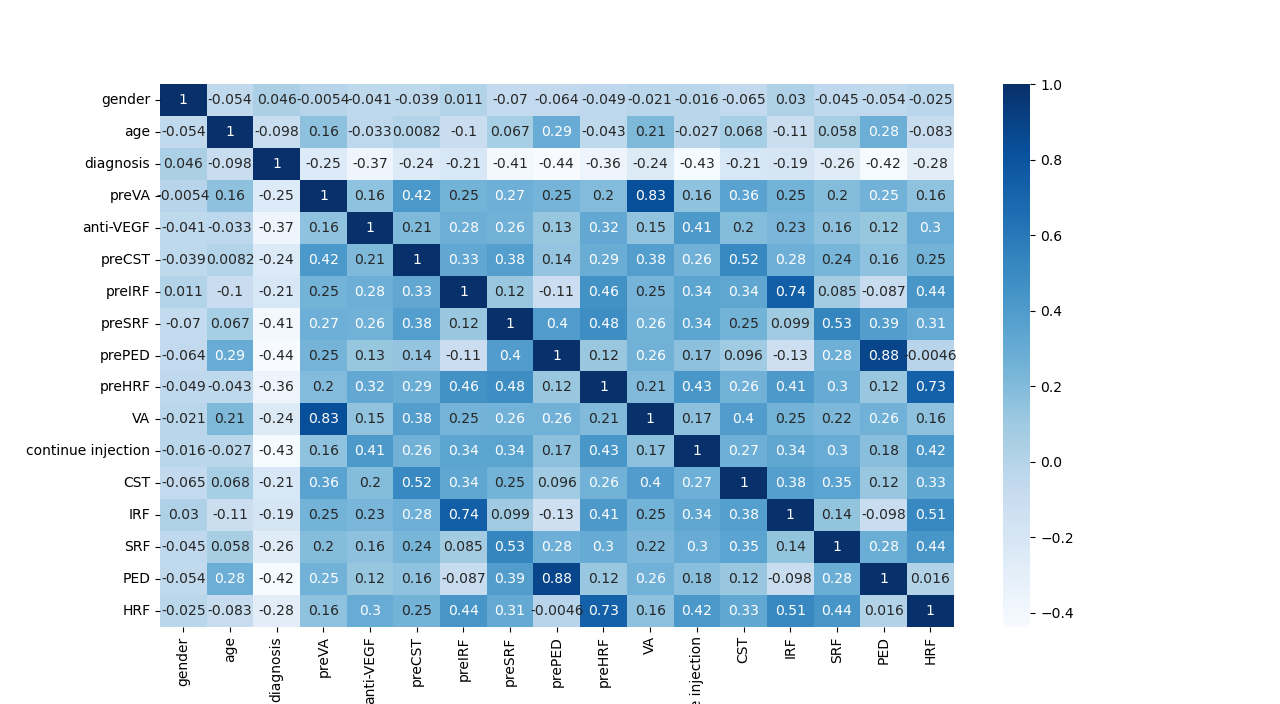 gender 1 -0.054 0.046 -0.0054 -0.041 -0.039 0.011 -0.07 -0.064 -0.049 -0.021 -0.016 -0.065 0.03 -0.045 -0.054 -0.025
age -0.054 1 -0.098 0.16 -0.033 0.0082 -0.1 0.067 0.29 -0.043 0.21 -0.027 0.068 -0.11 0.058 0.28 -0.083
diagnosis 0.046 -0.098 1 -0.25 -0.37 -0.24 -0.21 -0.41 -0.44 -0.36 -0.24 -0.43 -0.21 -0.19 -0.26 -0.42 -0.28
preVA -0.0054 0.16 -0.25 1 0.16 0.42 0.25 0.27 0.25 0.2 0.83 0.16 0.36 0.25 0.2 0.25 0.16
anti-VEGF -0.041 -0.033 -0.37 0.16 1 0.21 0.28 0.26 0.13 0.32 0.15 0.41 0.2 0.23 0.16 0.12 0.3
preCST -0.039 0.0082 -0.24 0.42 0.21 1 0.33 0.38 0.14 0.29 0.38 0.26 0.52 0.28 0.24 0.16 0.25
preIRF 0.011 -0.1 -0.21 0.25 0.28 0.33 1 0.12 -0.11 0.46 0.25 0.34 0.34 0.74 0.085 -0.087 0.44
preSRF -0.07 0.067 -0.41 0.27 0.26 0.38 0.12 1 0.4 0.48 0.26 0.34 0.25 0.099 0.53 0.39 0.31
prePED -0.064 0.29 -0.44 0.25 0.13 0.14 -0.11 0.4 1 0.12 0.26 0.17 0.096 -0.13 0.28 0.88 -0.0046
preHRF -0.049 -0.043 -0.36 0.2 0.32 0.29 0.46 0.48 0.12 1 0.21 0.43 0.26 0.41 0.3 0.12 0.73
VA -0.021 0.21 -0.24 0.83 0.15 0.38 0.25 0.26 0.26 0.21 1 0.17 0.4 0.25 0.22 0.26 0.16
continue injection -0.016 -0.027 -0.43 0.16 0.41 0.26 0.34 0.34 0.17 0.43 0.17 1 0.27 0.34 0.3 0.18 0.42
CST -0.065 0.068 -0.21 0.36 0.2 0.52 0.34 0.25 0.096 0.26 0.4 0.27 1 0.38 0.35 0.12 0.33
IRF 0.03 -0.11 -0.19 0.25 0.23 0.28 0.74 0.099 -0.13 0.41 0.25 0.34 0.38 1 0.14 -0.098 0.51
SRF -0.045 0.058 -0.26 0.2 0.16 0.24 0.085 0.53 0.28 0.3 0.22 0.3 0.35 0.14 1 0.28 0.44
PED -0.054 0.28 -0.42 0.25 0.12 0.16 -0.087 0.39 0.88 0.12 0.26 0.18 0.12 -0.098 0.28 1 0.016
HRF -0.025 -0.083 -0.28 0.16 0.3 0.25 0.44 0.31 -0.0046 0.73 0.16 0.42 0.33 0.51 0.44 0.016 1
gender
age
diagnosis
preVA
anti-VEGF
preCST
preIRF
preSRF
prePED
preHRF
VA
injection
CST
IRF
SRF
PED
HRF
1.0
0.8
0.6
0.4
0.2
0.0
−0.2
−0.4